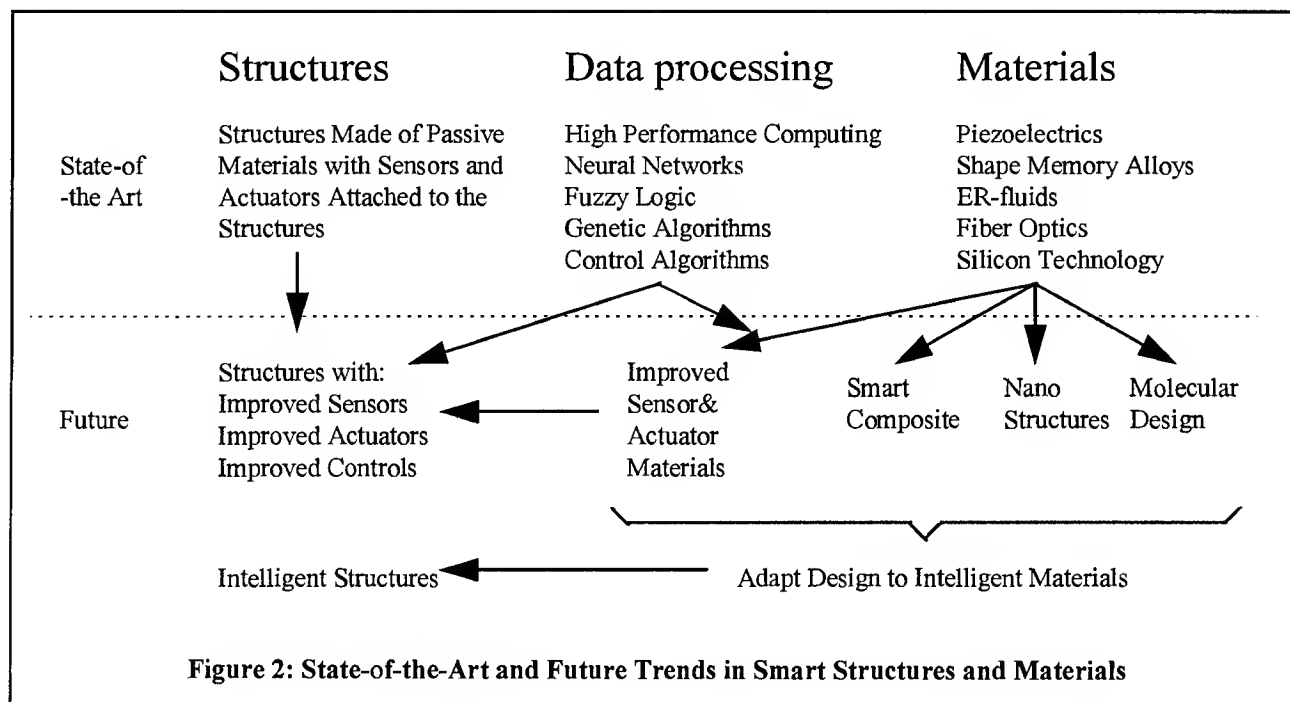 Structures
Data processing
Materials
State-of
-the Art
Structures Made of Passive
Materials with Sensors and
Actuators Attached to the
Structures
High Performance Computing
Neural Networks
Fuzzy Logic
Genetic Algorithms
Control Algorithms
Piezoelectrics
Shape Memory Alloys
ER-fluids
Fiber Optics
Silicon Technology
Future
Structures with:
Improved Sensors
Improved Actuators
Improved Controls
Improved
Sensor&
Actuator
Materials
Smart
Composite
Nano
Structures
Molecular
Design
Intelligent Structures
Adapt Design to Intelligent Materials
Figure 2: State-of-the-Art and Future Trends in Smart Structures and Materials